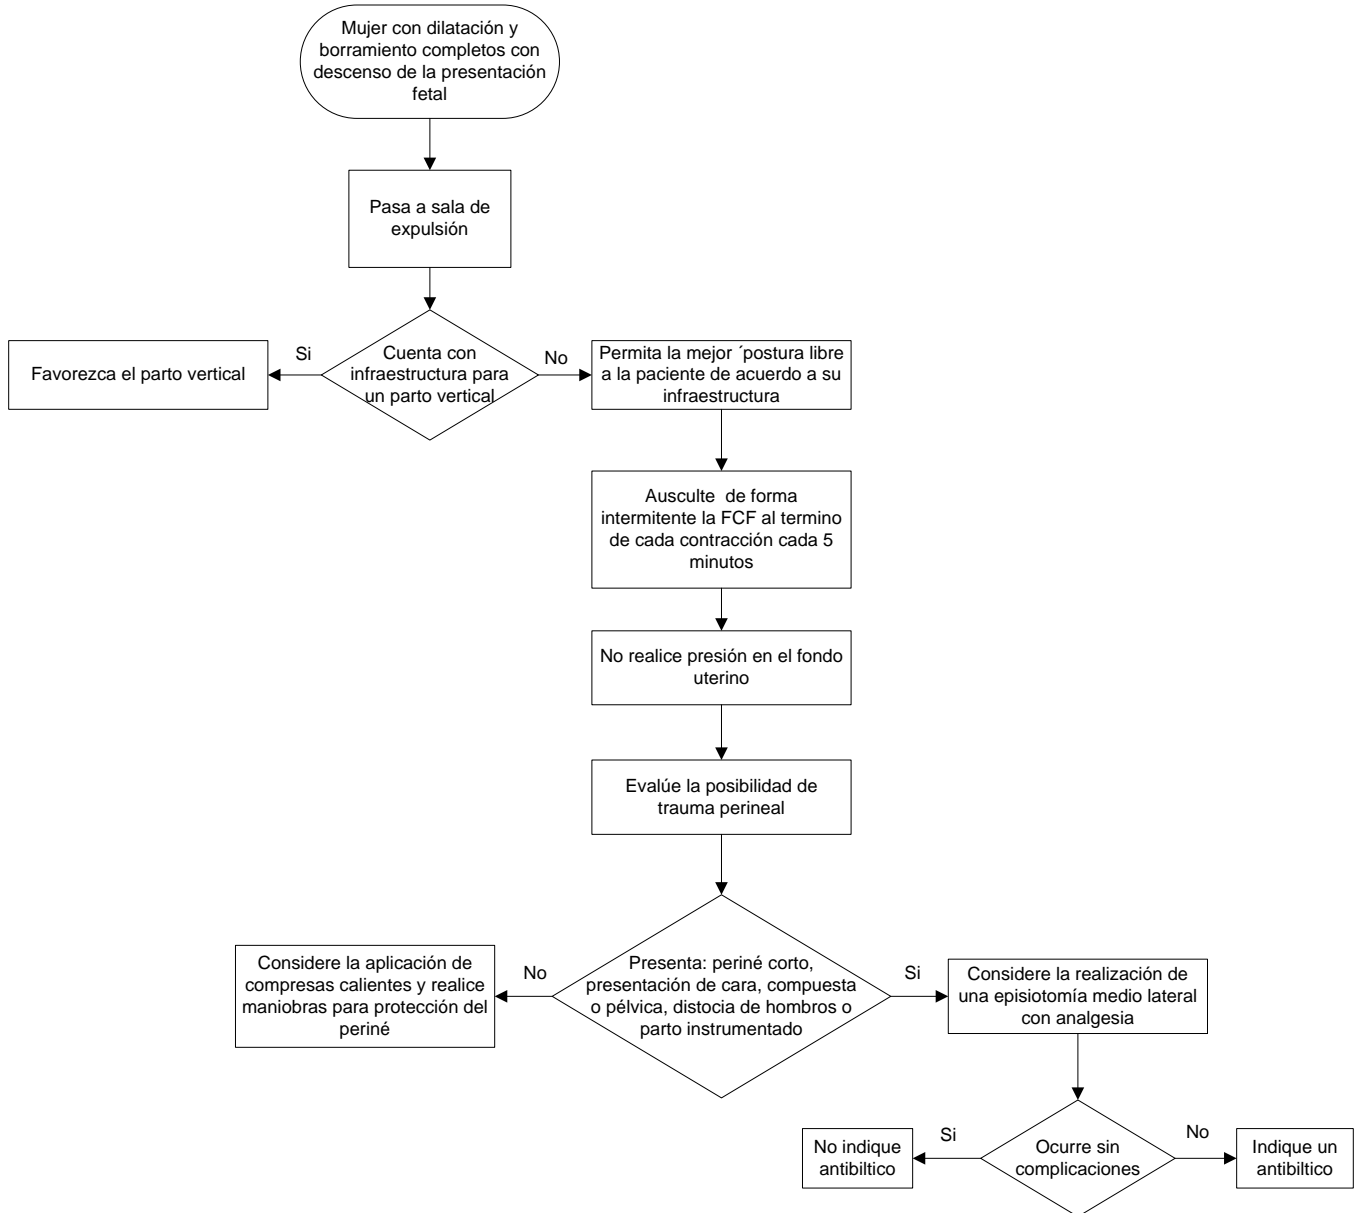 Mujer con dilatación y
borramiento completos con
descenso de la presentación
fetal
Pasa a sala de
expulsión
Cuenta con
infraestructura para
un parto vertical
Si
No
Favorezca el parto vertical
Permita la mejor ´postura libre
a la paciente de acuerdo a su
infraestructura
Ausculte de forma
intermitente la FCF al termino
de cada contracción cada 5
minutos
No realice presión en el fondo
uterino
Evalúe la posibilidad de
trauma perineal
Presenta: periné corto,
presentación de cara, compuesta
o pélvica, distocia de hombros o
parto instrumentado
No
Si
Considere la aplicación de
compresas calientes y realice
maniobras para protección del
periné
Considere la realización de
una episiotomía medio lateral
con analgesia
Ocurre sin
complicaciones
Si
No
No indique
antibiltico
Indique un
antibiltico